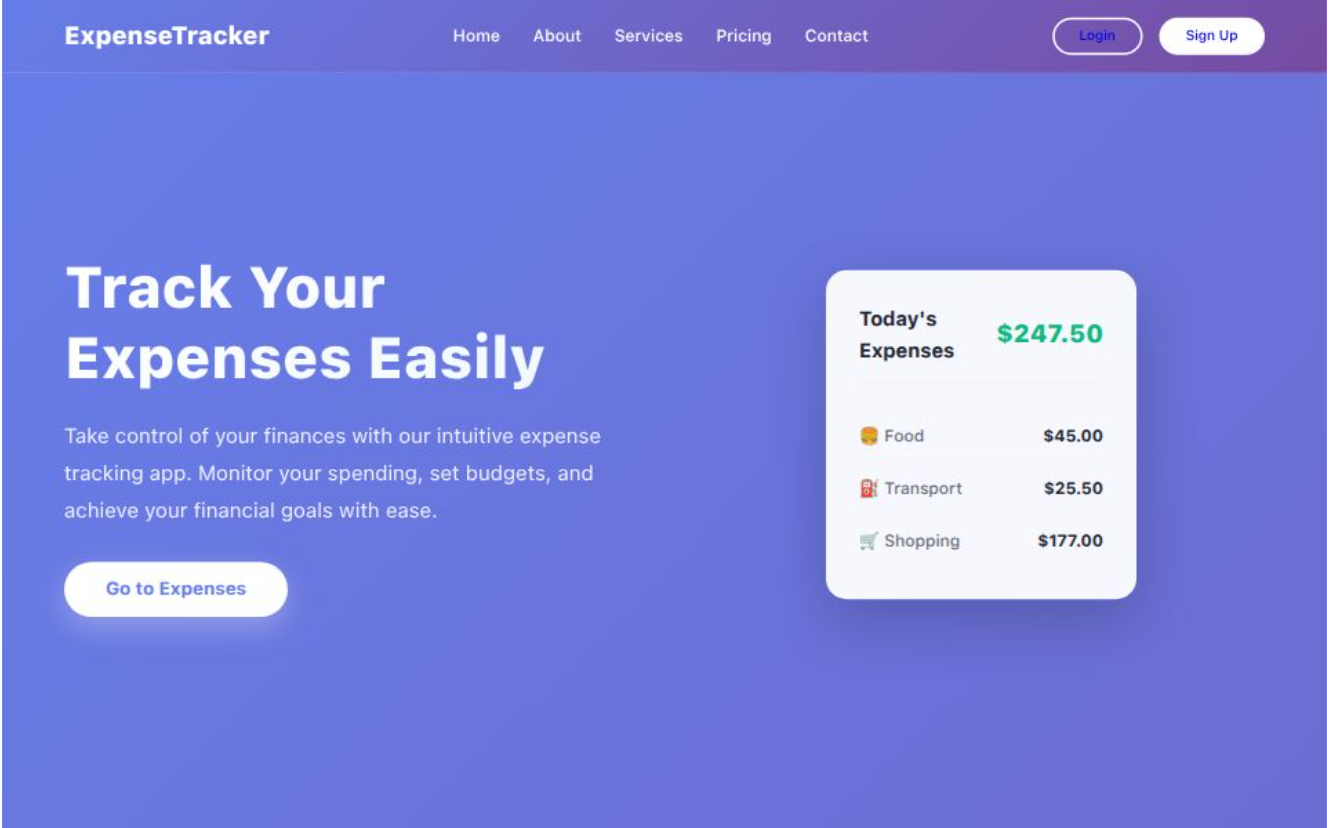 ExpenseTracker
Home
About
Services
Pricing
Contact
Login
Sign Up
Track Your
Expenses Easily
Take control of your finances with our intuitive expense
tracking app. Monitor your spending, set budgets, and
achieve your financial goals with ease.
Go to Expenses
Today's
Expenses
$247.50
Food $45.00
Transport $25.50
Shopping $177.00